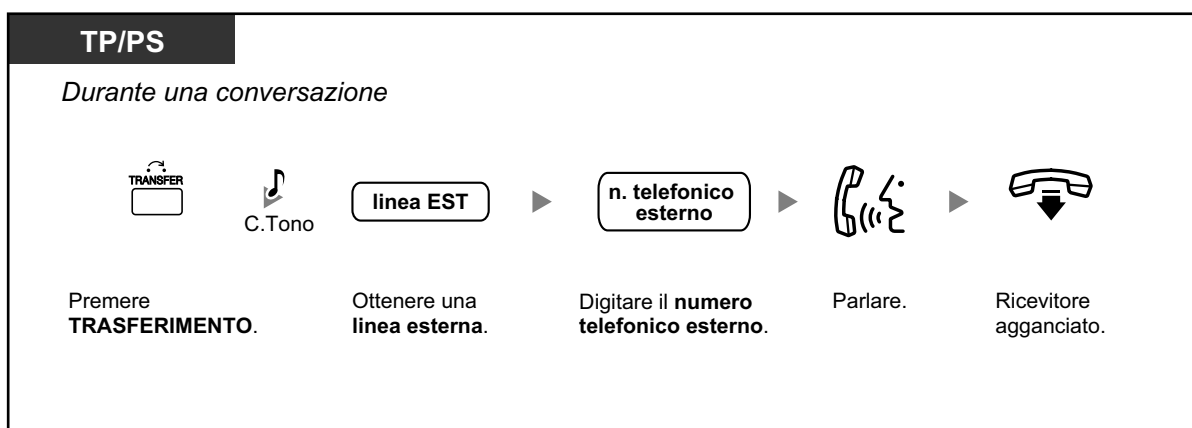 TP/PS
Durante una conversazione
TRANSFER
C.Tono
linea EST
n. telefonico
esterno
Premere
TRASFERIMENTO.
Ottenere una
linea esterna.
Digitare il numero
telefonico esterno.
Parlare.
Ricevitore
agganciato.